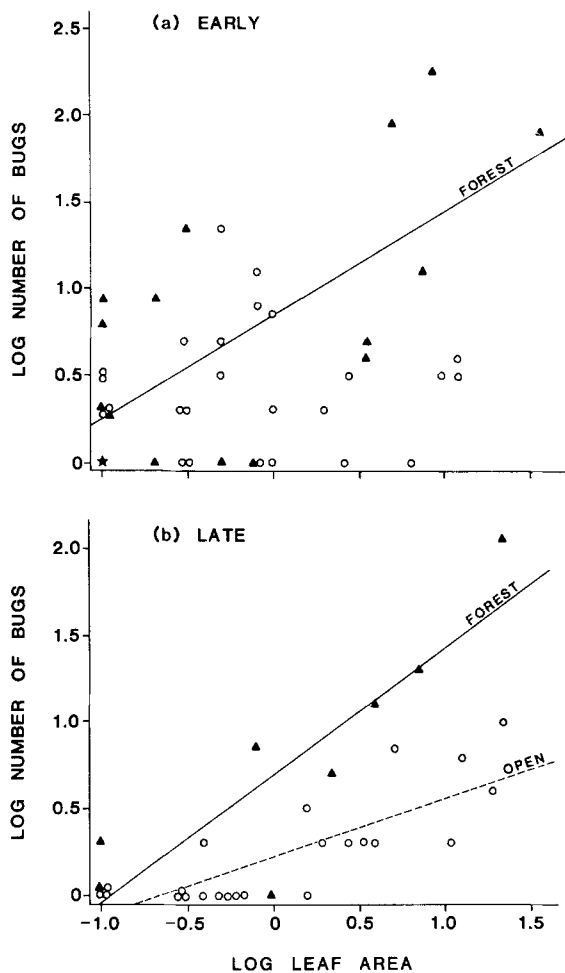 (a) EARLY
2.5
2.0
1.5
1.0
0.5
0
LOG NUMBER OF BUGS
FOREST
(b) LATE
2.0
1.5
1.0
0.5
0
LOG NUMBER OF BUGS
FOREST
OPEN
-1.0 -0.5 0 0.5 1.0 1.5
LOG LEAF AREA